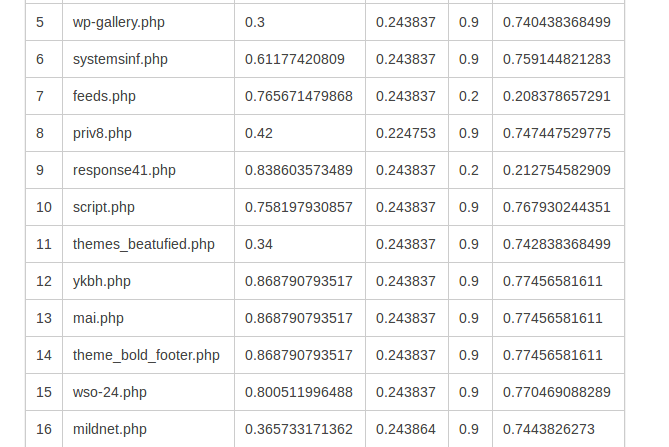 5 wp-gallery.php 0.3 0.243837 0.9 0.740438368499
6 systemsinf.php 0.61177420809 0.243837 0.9 0.759144821283
7 feeds.php 0.765671479868 0.243837 0.2 0.208378657291
8 priv8.php 0.42 0.224753 0.9 0.747447529775
9 response41.php 0.838603573489 0.243837 0.2 0.212754582909
10 script.php 0.758197930857 0.243837 0.9 0.767930244351
11 themes_beatufied.php 0.34 0.243837 0.9 0.742838368499
12 ykbh.php 0.868790793517 0.243837 0.9 0.77456581611
13 mai.php 0.868790793517 0.243837 0.9 0.77456581611
14 theme_bold_footer.php 0.868790793517 0.243837 0.9 0.77456581611
15 wso-24.php 0.800511996488 0.243837 0.9 0.770469088289
16 mildnet.php 0.365733171362 0.243864 0.9 0.7443826273